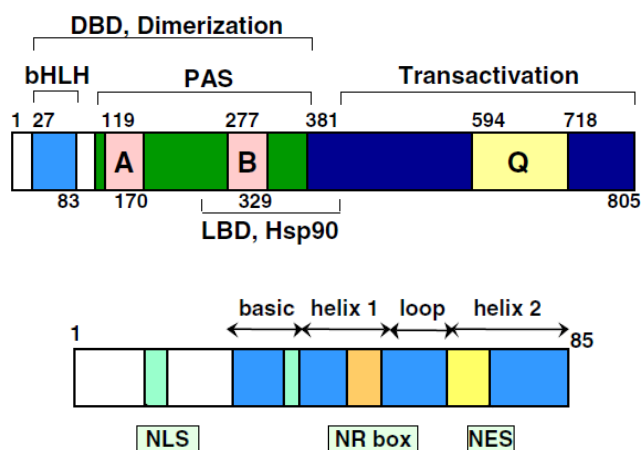 DBD, Dimerization
bHLH PAS Transactivation
1 27 119 277 381 594 718
A B Q
83 170 329 805
LBD, Hsp90
basic helix 1 loop helix 2
1 85
NLS NR box NES